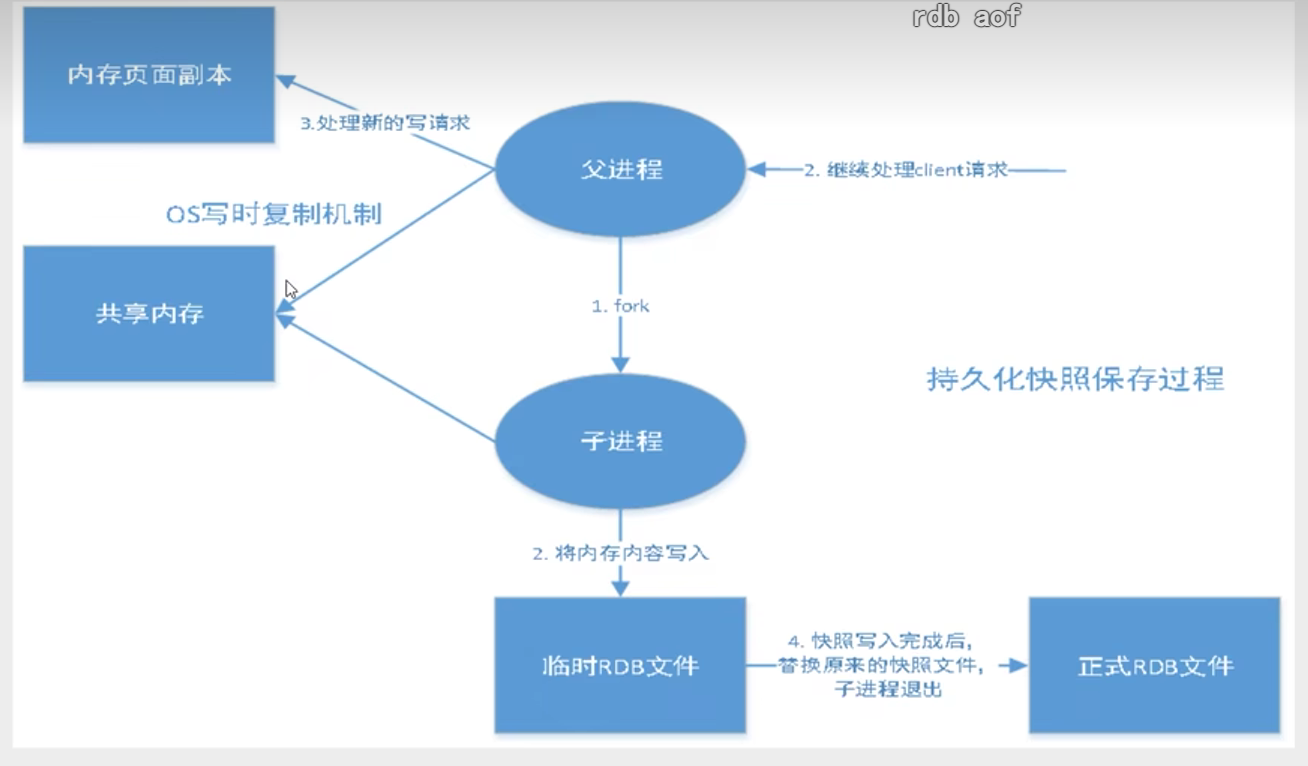 rdb aof
内存页面副本
3.处理新的写请求
父进程
2. 继续处理client请求
OS写时复制机制
共享内存
1. fork
持久化快照保存过程
子进程
2. 将内存内容写入
临时RDB文件
4. 快照写入完成后,
替换原来的快照文件,
子进程退出
正式RDB文件